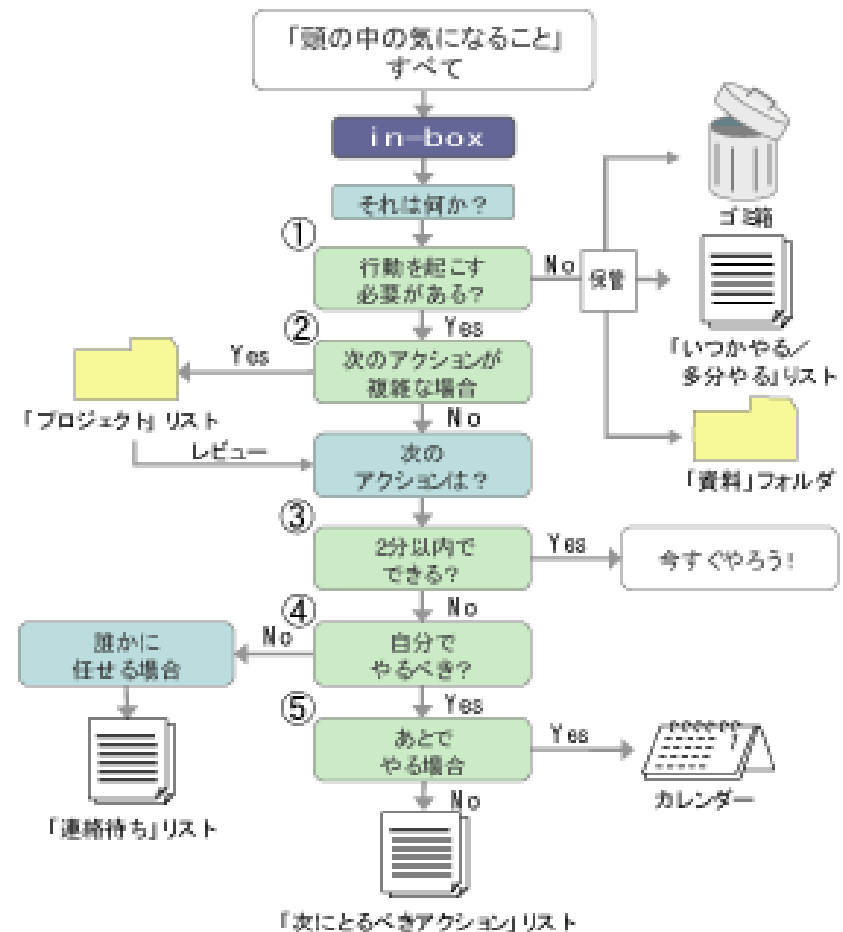 「頭の中の気になること」
すべて
in-box
それは何か？
①
行動を起こす
必要がある？
No
保管
ゴミ箱
「いつかやる／
多分やる」リスト
「資料」フォルダ
Yes
②
次のアクションが
複雑な場合
Yes
「プロジェクト」リスト
レビュー
No
次の
アクションは？
③
2分以内で
できる？
Yes
今すぐやろう！
No
④
自分で
やるべき？
No
誰かに
任せる場合
「連絡待ち」リスト
Yes
⑤
あとで
やる場合
Yes
カレンダー
No
「次にとるべきアクション」リスト